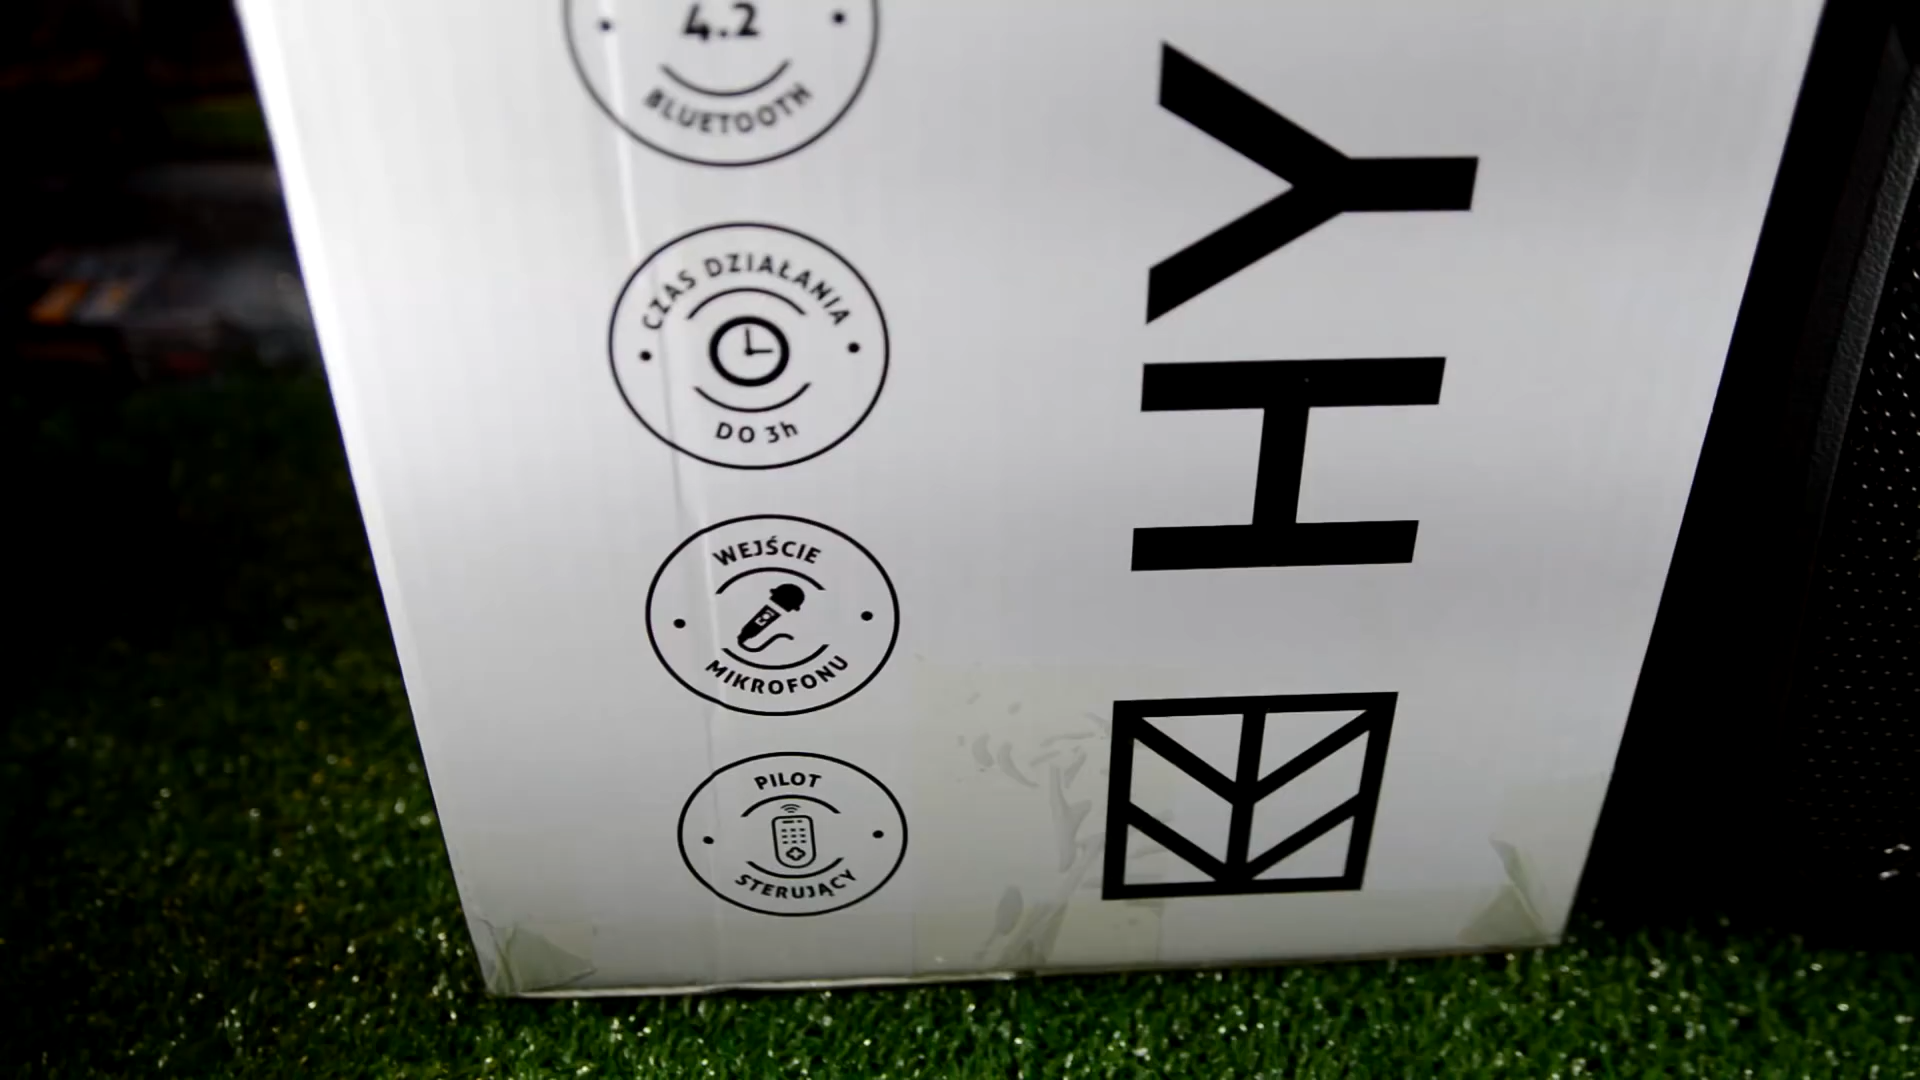 4.2
BLUETOOTH
CZAS DZIAŁANIA
DO 3h
WEJŚCIE
MIKROFONU
PILOT
STERUJĄCY
HY